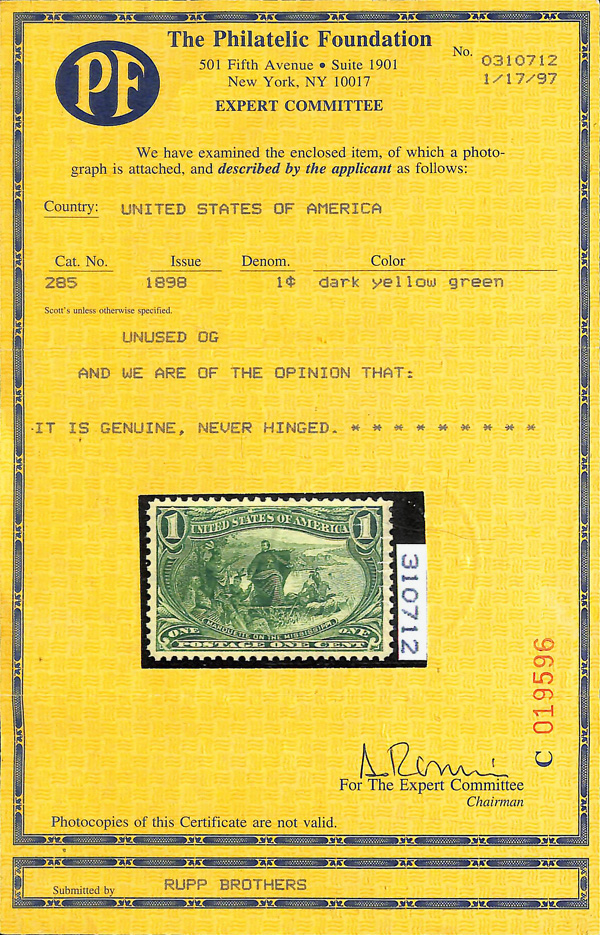 PF
The Philatelic Foundation
501 Fifth Avenue • Suite 1901
New York, NY 10017
EXPERT COMMITTEE
No. 0310712
1/17/97
We have examined the enclosed item, of which a photo-
graph is attached, and described by the applicant as follows:
Country: UNITED STATES OF AMERICA
Cat. No. Issue Denom. Color
285 1898 1¢ dark yellow green
Scott's unless otherwise specified.
UNUSED OG
AND WE ARE OF THE OPINION THAT:
IT IS GENUINE, NEVER HINGED. * * * * * * * * *
1 UNITED STATES OF AMERICA 1
MARQUETTE ON THE MISSISSIPPI
ONE ONE
POSTAGE ONE CENT
310712
C 019596
For The Expert Committee
Chairman
Photocopies of this Certificate are not valid.
Submitted by RUPP BROTHERS